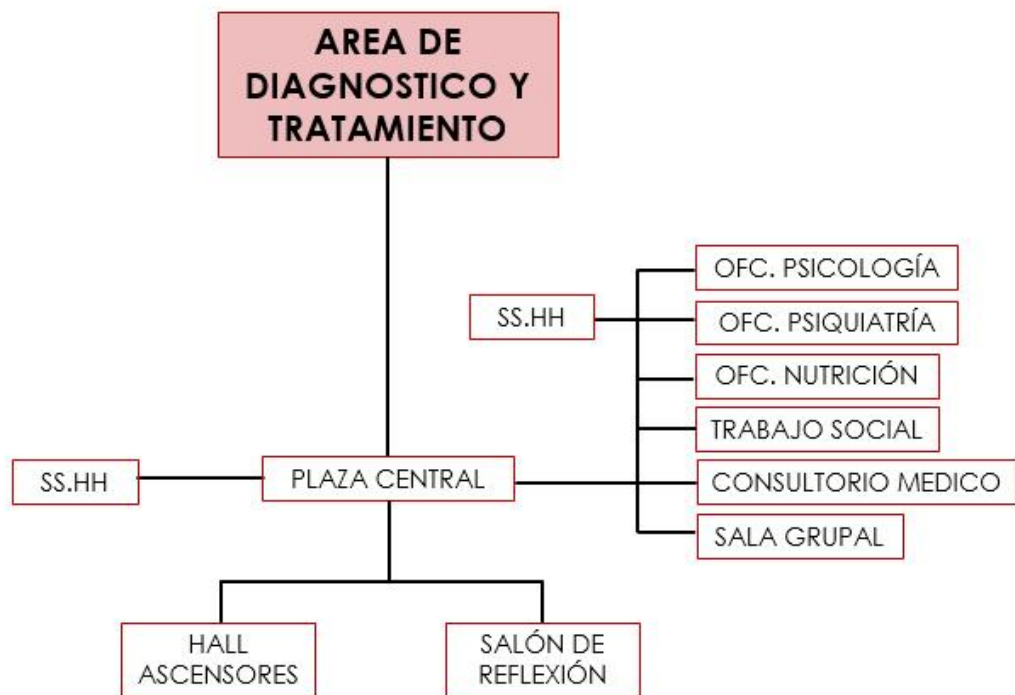 AREA DE
DIAGNOSTICO Y
TRATAMIENTO
OFC. PSICOLOGÍA
SS.HH
OFC. PSIQUIATRÍA
OFC. NUTRICIÓN
TRABAJO SOCIAL
SS.HH
PLAZA CENTRAL
CONSULTORIO MEDICO
SALA GRUPAL
HALL
ASCENSORES
SALÓN DE
REFLEXIÓN